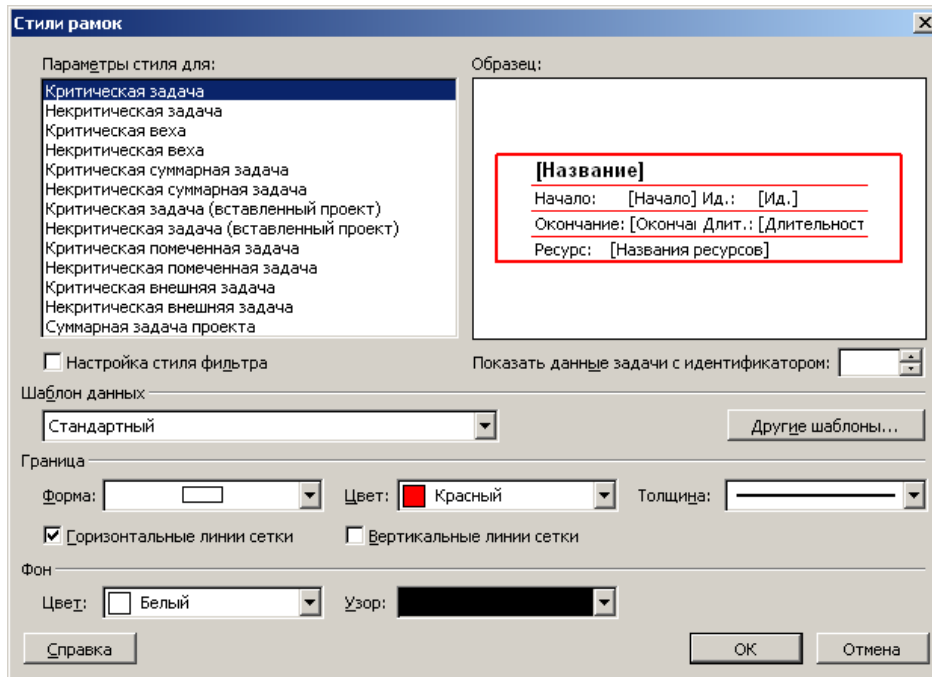 Стили рамок
Параметры стиля для:
Критическая задача
Некритическая задача
Критическая веха
Некритическая веха
Критическая суммарная задача
Некритическая суммарная задача
Критическая задача (вставленный проект)
Некритическая задача (вставленный проект)
Критическая помеченная задача
Некритическая помеченная задача
Критическая внешняя задача
Некритическая внешняя задача
Суммарная задача проекта
Образец:
[Название]
Начало: [Начало] Ид.: [Ид.]
Окончание: [Окончаі Длит.: [Длительност
Ресурс: [Названия ресурсов]
Настройка стиля фильтра
Показать данные задачи с идентификатором:
Шаблон данных
Стандартный
Другие шаблоны...
Граница
Форма:
Цвет: Красный
Толщина:
Горизонтальные линии сетки
Вертикальные линии сетки
Фон
Цвет: Белый
Узор:
Справка
ОК
Отмена